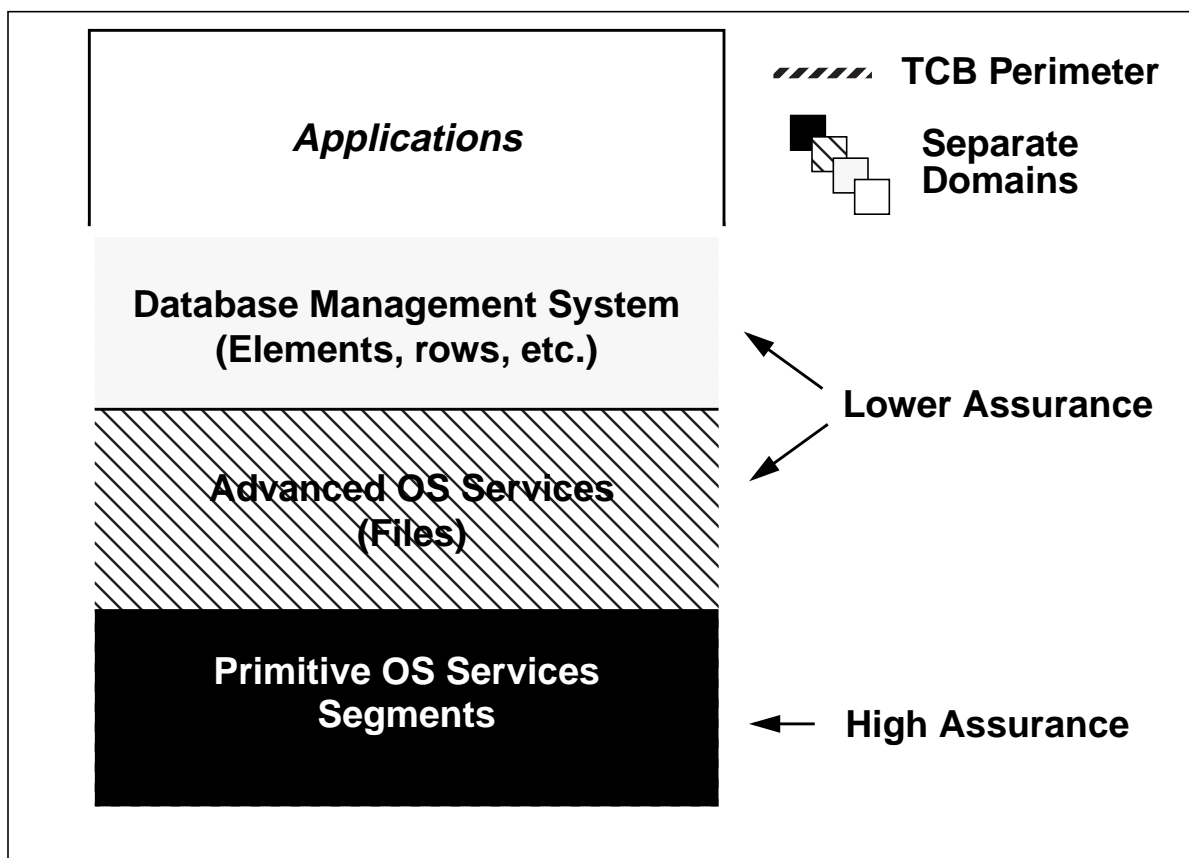 Applications
TCB Perimeter
Separate
Domains
Database Management System
(Elements, rows, etc.)
Lower Assurance
Advanced OS Services
(Files)
Primitive OS Services
Segments
High Assurance